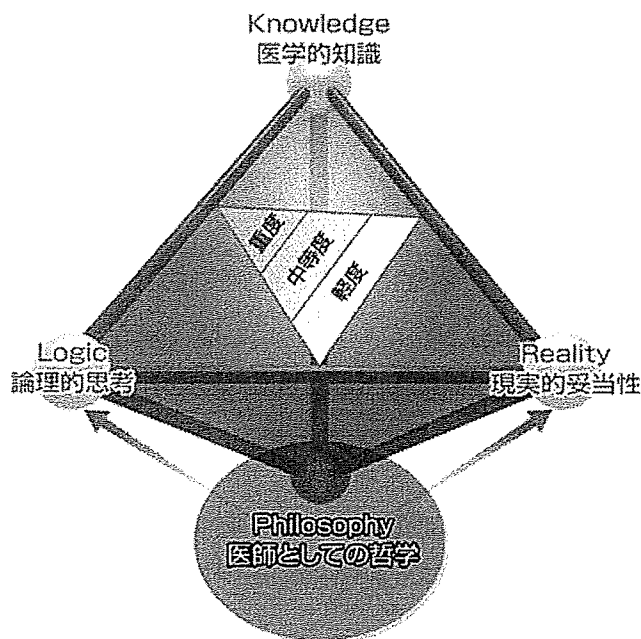 Knowledge
医学的知識
重度
中等度
軽度
Logic
論理的思考
Reality
現実的妥当性
Philosophy
医師としての哲学